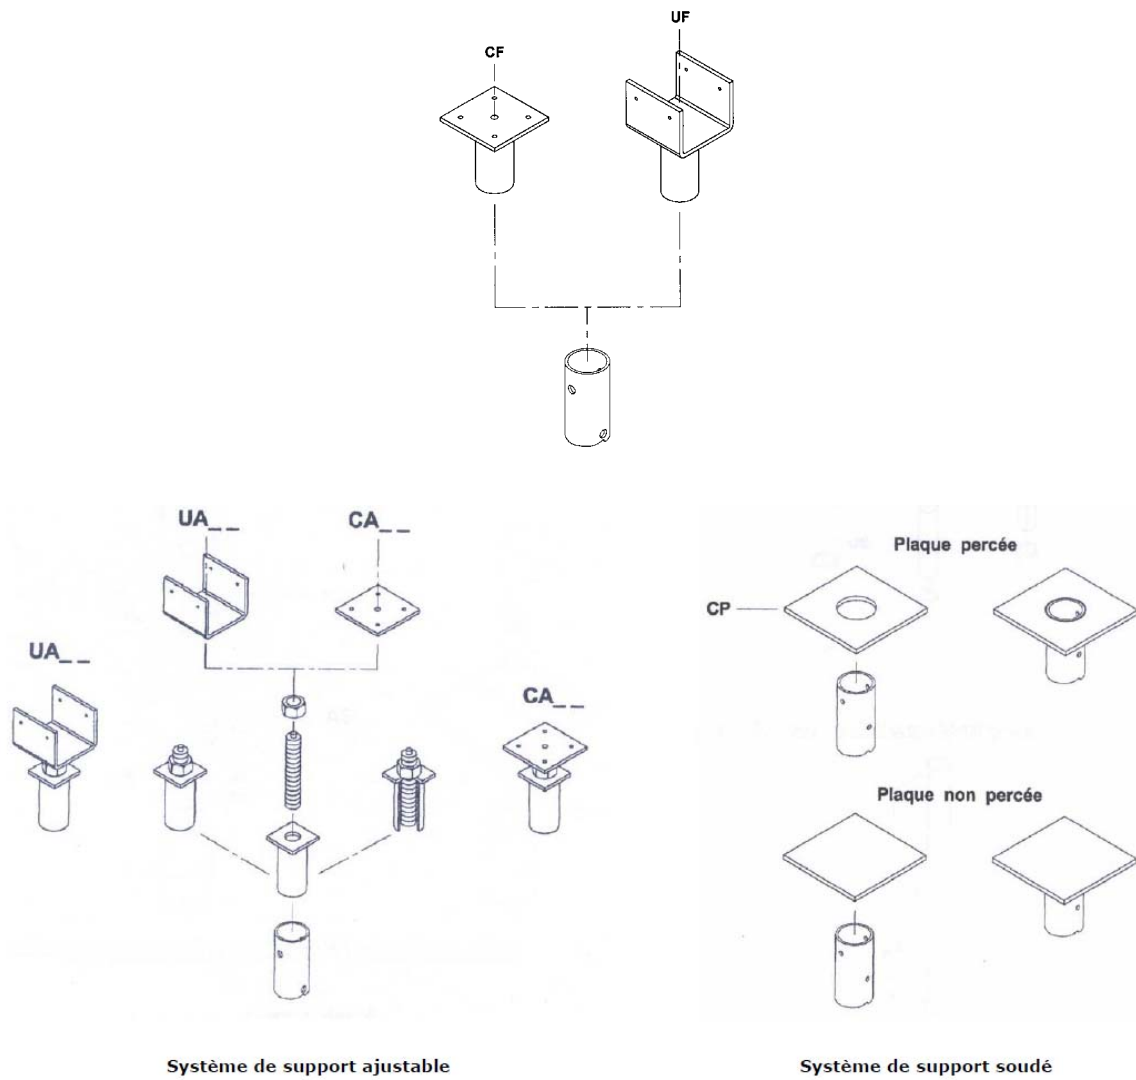 UF
CF
UA_ _
CA_ _
Plaque percée
CP
UA_ _
CA_ _
Plaque non percée
Système de support ajustable
Système de support soudé